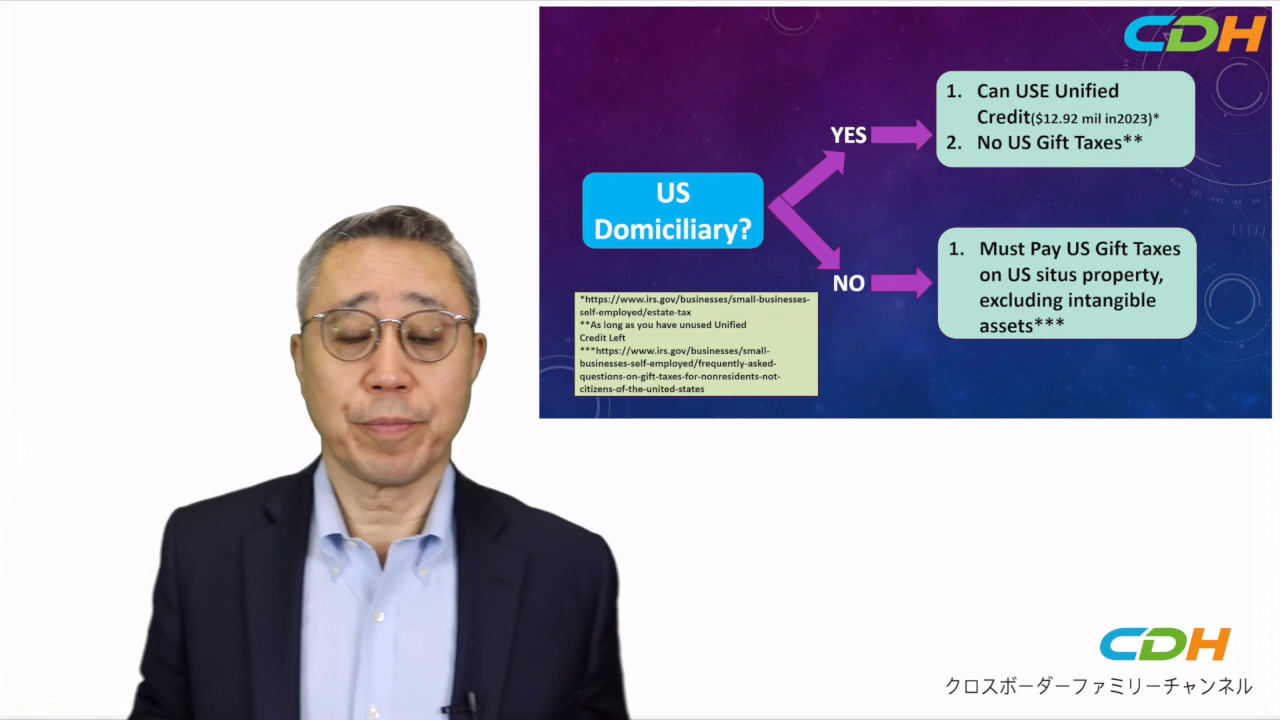 CDH
1. Can USE Unified
Credit($12.92 mil in2023)*
2. No US Gift Taxes**
YES
US
Domiciliary?
NO
1. Must Pay US Gift Taxes
on US situs property,
excluding intangible
assets***
*https://www.irs.gov/businesses/small-businesses-
self-employed/estate-tax
**As long as you have unused Unified
Credit Left
***https://www.irs.gov/businesses/small-
businesses-self-employed/frequently-asked-
questions-on-gift-taxes-for-nonresidents-not-
citizens-of-the-united-states
CDH
クロスボーダーファミリーチャンネル